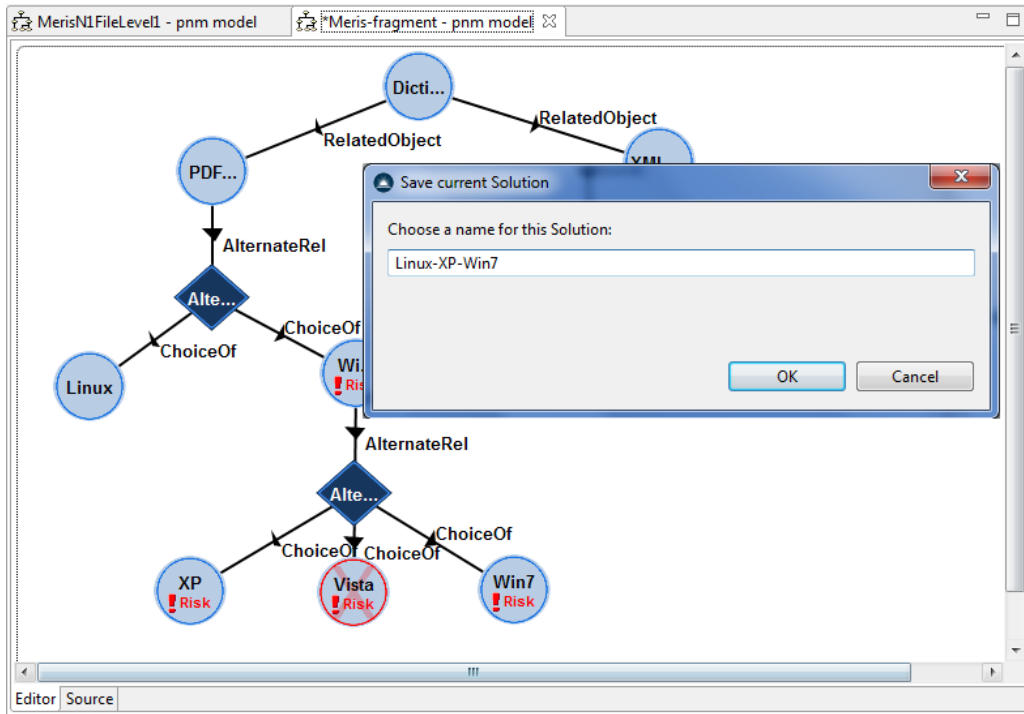 MerisN1FileLevel1 - pnm model
*Meris-fragment - pnm model
Dicti...
RelatedObject
RelatedObject
PDF...
XML
Save current Solution
Choose a name for this Solution:
Linux-XP-Win7
OK
Cancel
AlternateRel
Alte...
ChoiceOf
ChoiceOf
Linux
Wi.
AlternateRel
Alte...
ChoiceOf
ChoiceOf
ChoiceOf
XP
Risk
Vista
Risk
Win7
Risk
Editor
Source